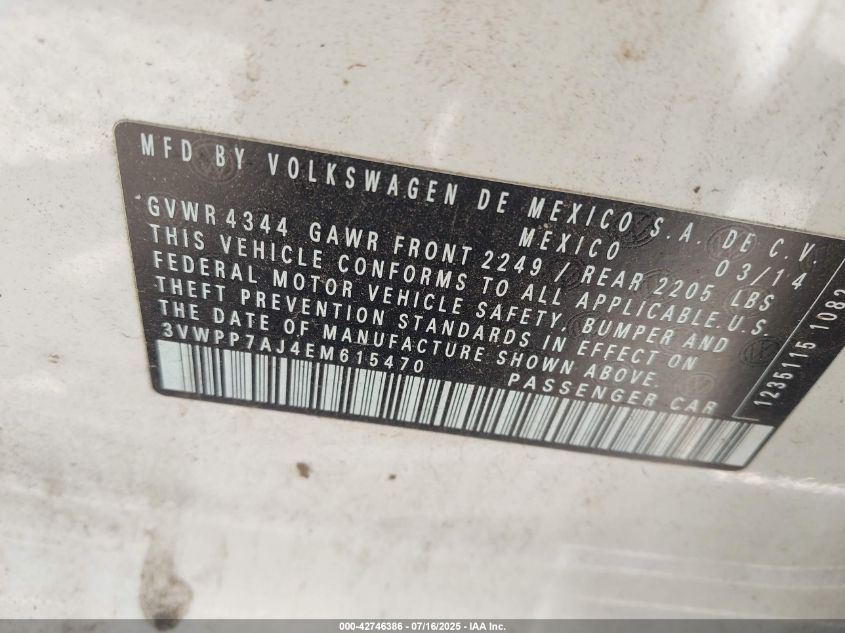 MFD BY VOLKSWAGEN DE MEXICO S.A. DE C.V.
MEXICO 03/14
GVWR 4344 GAWR FRONT 2249 / REAR 2205 LBS
THIS VEHICLE CONFORMS TO ALL APPLICABLE U.S.
FEDERAL MOTOR VEHICLE SAFETY, BUMPER AND
THEFT PREVENTION STANDARDS IN EFFECT ON
THE DATE OF MANUFACTURE SHOWN ABOVE.
3VWPP7AJ4EM615470 PASSENGER CAR
1235115 1082
000-42746386 - 07/16/2025 - IAA Inc.